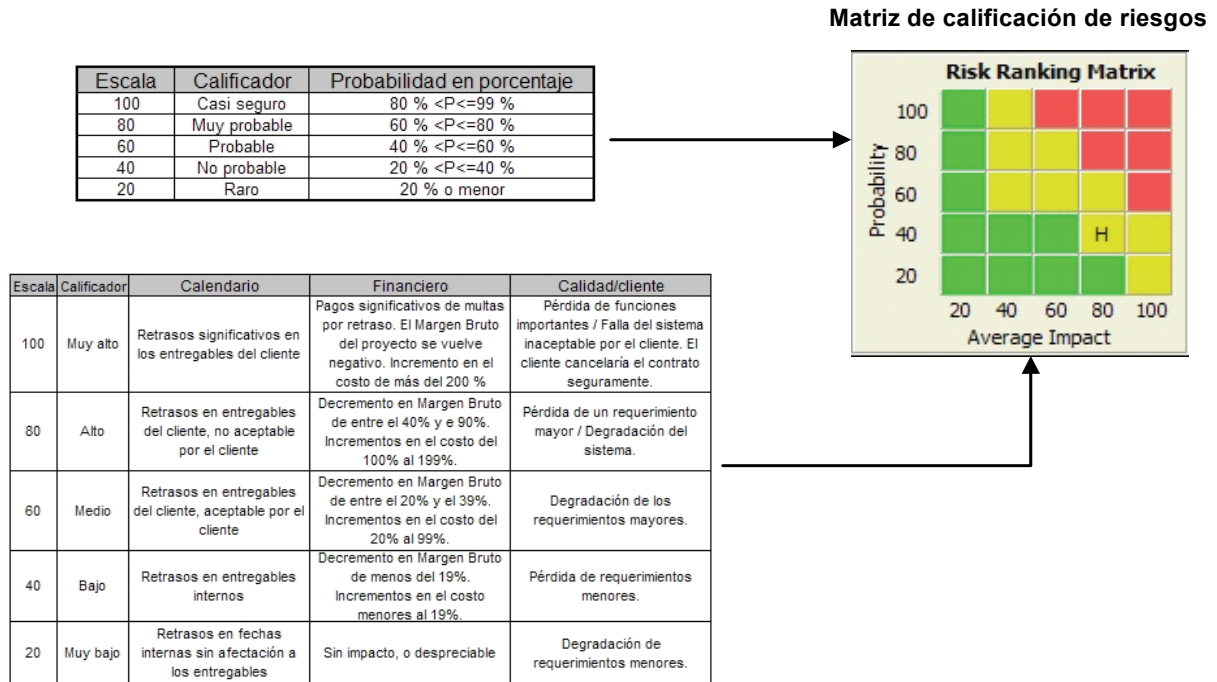 Matriz de calificación de riesgos
Escala Calificador Probabilidad en porcentaje
100 Casi seguro 80 % <P<=99 %
80 Muy probable 60 % <P<=80 %
60 Probable 40 % <P<=60 %
40 No probable 20 % <P<=40 %
20 Raro 20 % o menor
Risk Ranking Matrix
Probability
100
80
60
40 H
20
20 40 60 80 100
Average Impact
Escala Calificador Calendario Financiero Calidad/cliente
100 Muy alto
Retrasos significativos en
los entregables del cliente
Pagos significativos de multas
por retraso. El Margen Bruto
del proyecto se vuelve
negativo. Incremento en el
costo de más del 200 %
Pérdida de funciones
importantes / Falla del sistema
inaceptable por el cliente. El
cliente cancelaría el contrato
seguramente.
80 Alto
Retrasos en entregables
del cliente, no aceptable
por el cliente
Decremento en Margen Bruto
de entre el 40% y e 90%.
Incrementos en el costo del
100% al 199%.
Pérdida de un requerimiento
mayor / Degradación del
sistema.
60 Medio
Retrasos en entregables
del cliente, aceptable por el
cliente
Decremento en Margen Bruto
de entre el 20% y el 39%.
Incrementos en el costo del
20% al 99%.
Degradación de los
requerimientos mayores.
40 Bajo
Retrasos en entregables
internos
Decremento en Margen Bruto
de menos del 19%.
Incrementos en el costo
menores al 19%.
Pérdida de requerimientos
menores.
20 Muy bajo
Retrasos en fechas
internas sin afectación a
los entregables
Sin impacto, o despreciable
Degradación de
requerimientos menores.